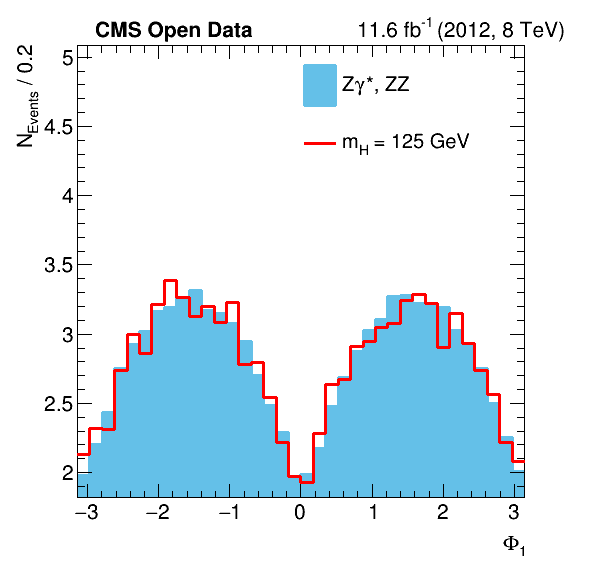 CMS Open Data 11.6 fb⁻¹ (2012, 8 TeV)
N_Events / 0.2
Zγ*, ZZ
m_H = 125 GeV
5
4.5
4
3.5
3
2.5
2
−3 −2 −1 0 1 2 3
Φ₁